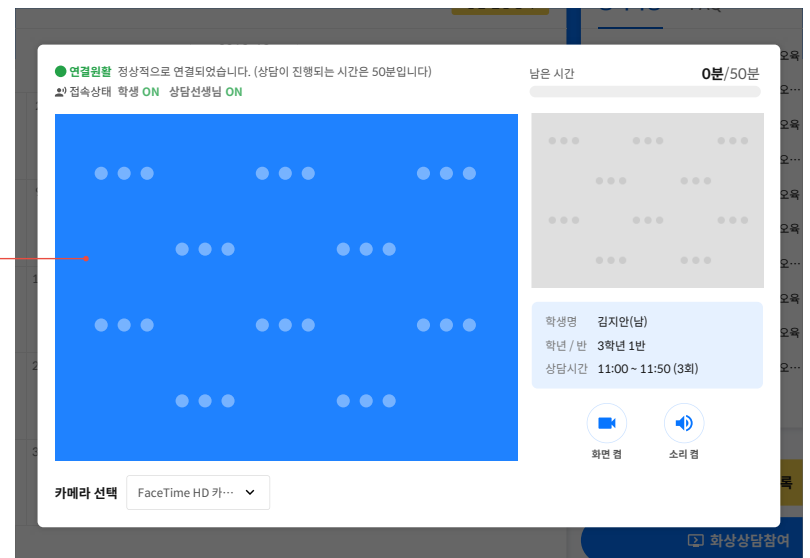 연결원활 정상적으로 연결되었습니다. (상담이 진행되는 시간은 50분입니다)
접속상태 학생 ON 상담선생님 ON
남은 시간 0분/50분
학생명 김지안(남)
학년 / 반 3학년 1반
상담시간 11:00 ~ 11:50 (3회)
화면 켬 소리 켬
카메라 선택 FaceTime HD 카…
화상상담참여